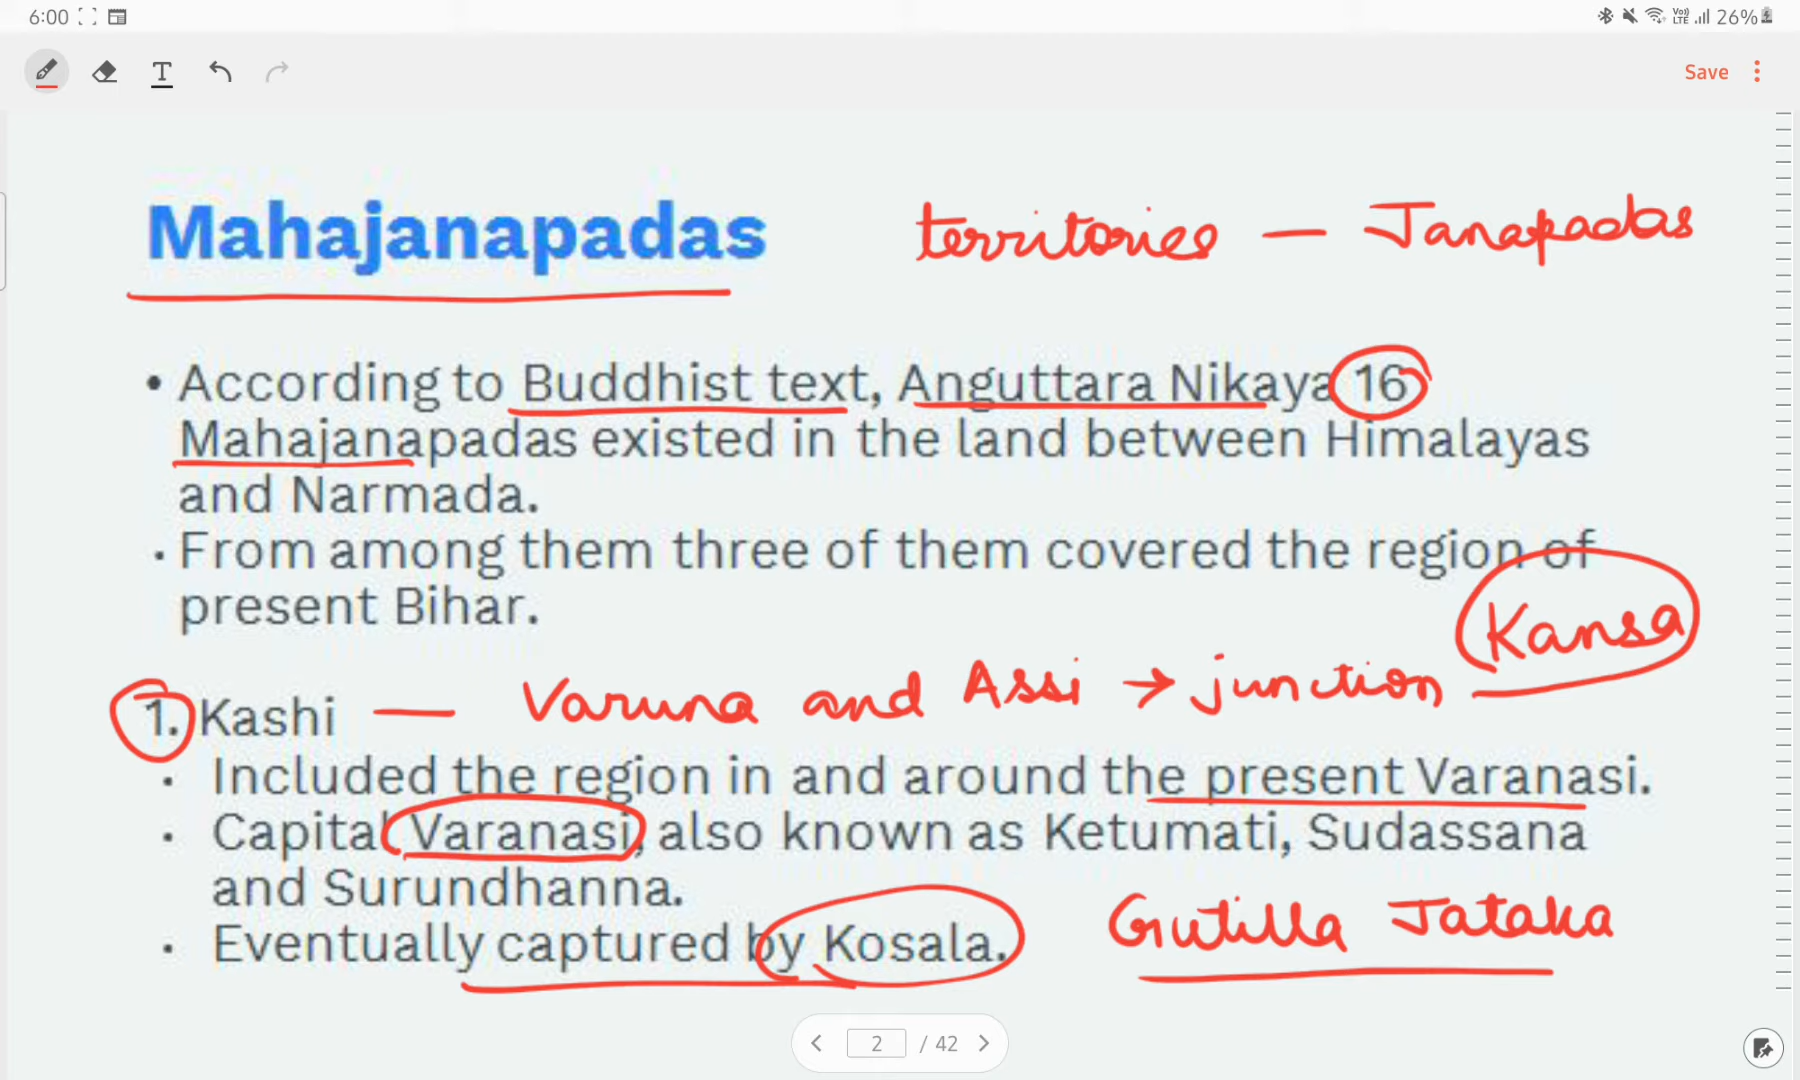 6:00 26%
Save
Mahajanapadas territories — Janapadas
• According to Buddhist text, Anguttara Nikaya 16
Mahajanapadas existed in the land between Himalayas
and Narmada.
• From among them three of them covered the region of
present Bihar.
Kansa
1. Kashi — Varuna and Assi → junction
• Included the region in and around the present Varanasi.
• Capital Varanasi, also known as Ketumati, Sudassana
and Surundhanna.
• Eventually captured by Kosala. Gutilla Jataka
2 / 42